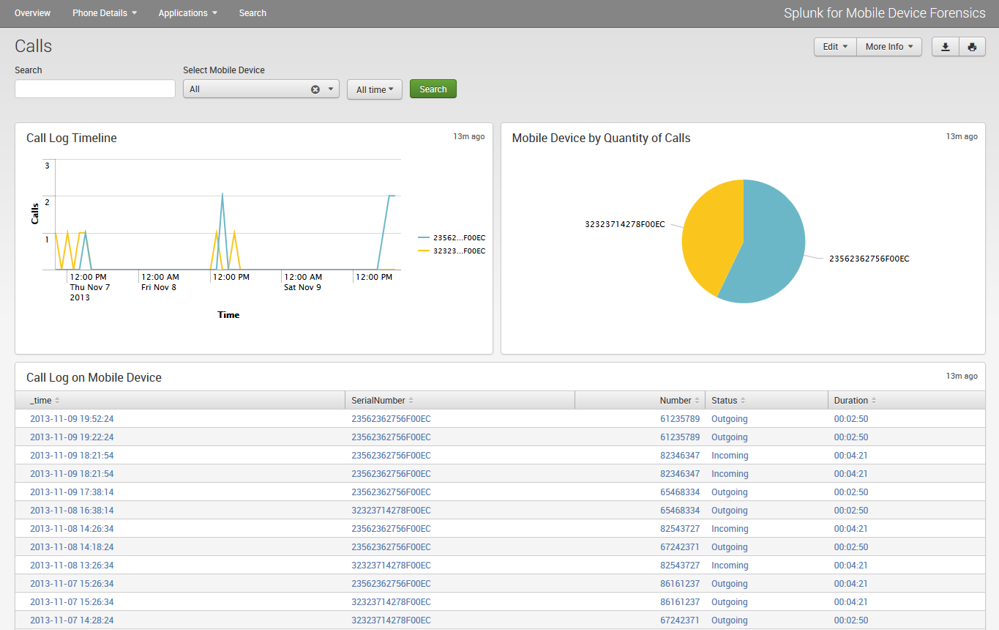 Overview Phone Details Applications Search Splunk for Mobile Device Forensics
Calls
Edit More Info
Search Select Mobile Device
All All time Search
Call Log Timeline 13m ago
3
2
1
Calls
23562...F00EC
32323...F00EC
12:00 PM 12:00 AM 12:00 PM 12:00 AM 12:00 PM
Thu Nov 7 Fri Nov 8 Sat Nov 9
2013
Time
Mobile Device by Quantity of Calls 13m ago
32323714278F00EC
23562362756F00EC
Call Log on Mobile Device 13m ago
_time SerialNumber Number Status Duration
2013-11-09 19:52:24 23562362756F00EC 61235789 Outgoing 00:02:50
2013-11-09 19:22:24 23562362756F00EC 61235789 Outgoing 00:02:50
2013-11-09 18:21:54 23562362756F00EC 82346347 Incoming 00:04:21
2013-11-09 18:21:54 23562362756F00EC 82346347 Incoming 00:04:21
2013-11-09 17:38:14 23562362756F00EC 65468334 Outgoing 00:02:50
2013-11-08 16:38:14 32323714278F00EC 65468334 Outgoing 00:02:50
2013-11-08 14:26:34 23562362756F00EC 82543727 Incoming 00:04:21
2013-11-08 14:18:24 23562362756F00EC 67242371 Outgoing 00:02:50
2013-11-08 13:26:34 32323714278F00EC 82543727 Incoming 00:04:21
2013-11-07 15:26:34 23562362756F00EC 86161237 Outgoing 00:04:21
2013-11-07 15:26:34 32323714278F00EC 86161237 Outgoing 00:04:21
2013-11-07 14:28:24 32323714278F00EC 67242371 Outgoing 00:02:50